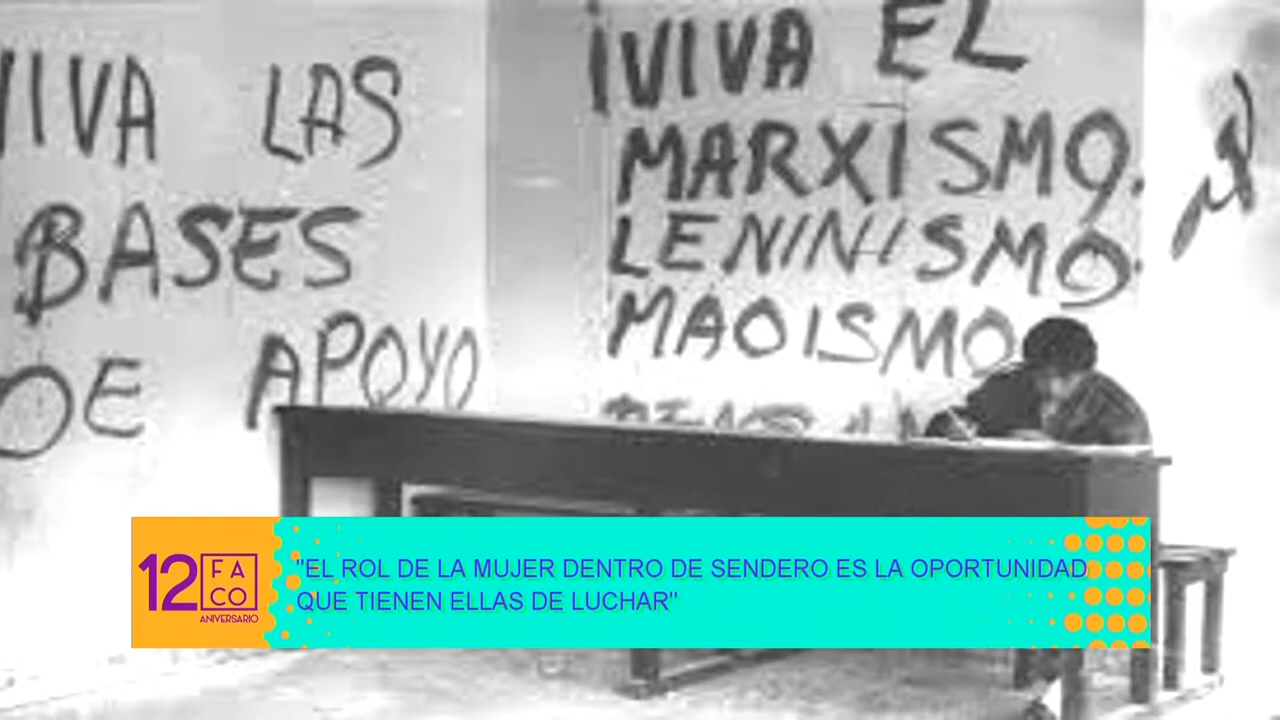 VIVA LAS
BASES
DE APOYO
¡VIVA EL
MARXISMO.
LENINISMO.
MAOISMO
12
FA
CO
ANIVERSARIO
"EL ROL DE LA MUJER DENTRO DE SENDERO ES LA OPORTUNIDAD
QUE TIENEN ELLAS DE LUCHAR"